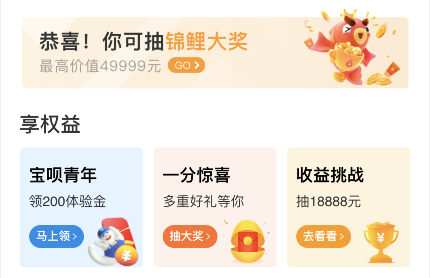 恭喜！你可抽锦鲤大奖
最高价值49999元 GO
享权益
宝呗青年
领200体验金
马上领
一分惊喜
多重好礼等你
抽大奖
收益挑战
抽18888元
去看看